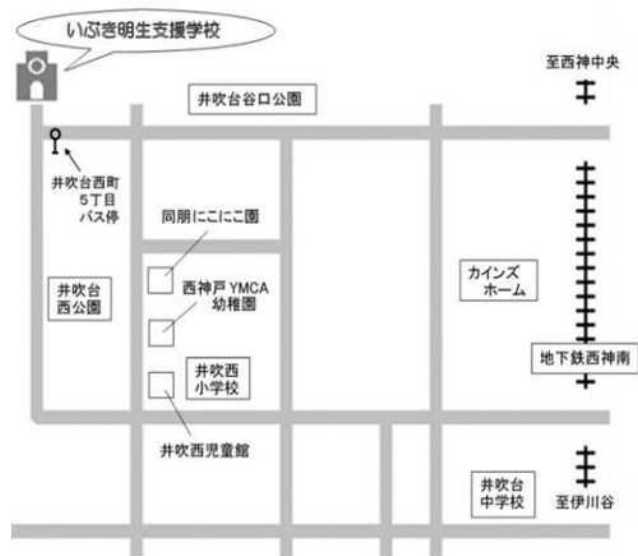 いぶき明生支援学校
至西神中央
井吹台谷口公園
井吹台西町
5丁目
バス停
同朋にこにこ園
西神戸YMCA
幼稚園
カインズ
ホーム
井吹台
西公園
地下鉄西神南
井吹西
小学校
井吹西児童館
井吹台
中学校
至伊川谷